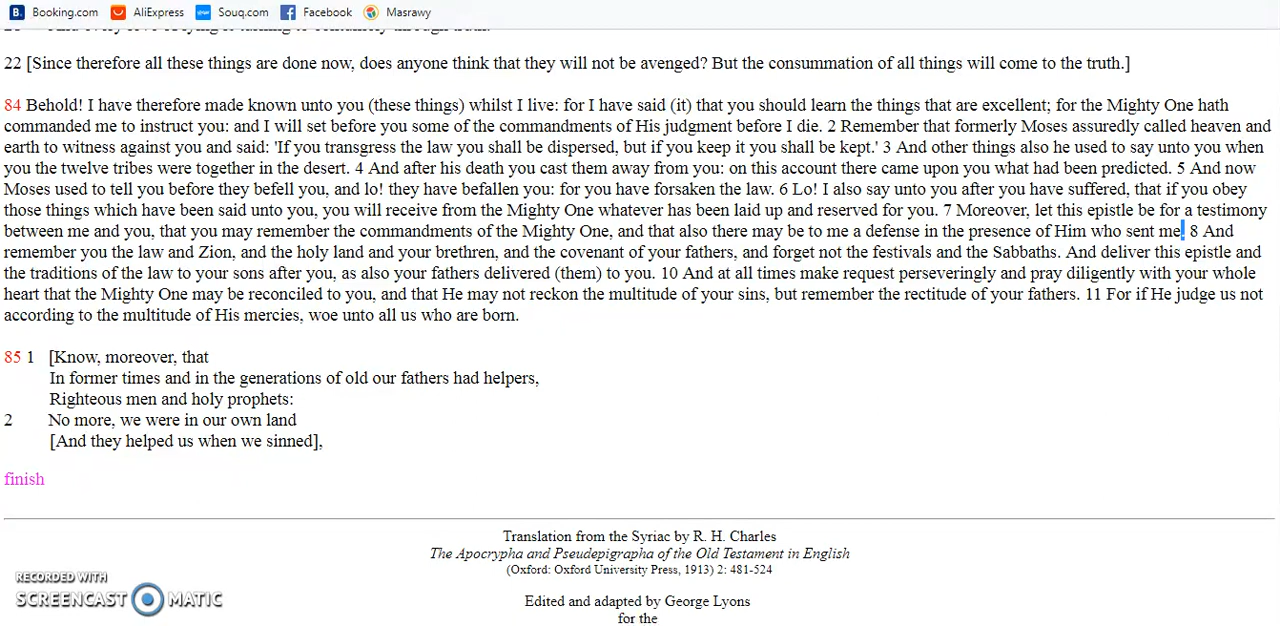 Booking.com AliExpress Souq.com Facebook Masrawy
22 [Since therefore all these things are done now, does anyone think that they will not be avenged? But the consummation of all things will come to the truth.]
84 Behold! I have therefore made known unto you (these things) whilst I live: for I have said (it) that you should learn the things that are excellent; for the Mighty One hath
commanded me to instruct you: and I will set before you some of the commandments of His judgment before I die. 2 Remember that formerly Moses assuredly called heaven and
earth to witness against you and said: 'If you transgress the law you shall be dispersed, but if you keep it you shall be kept.' 3 And other things also he used to say unto you when
you the twelve tribes were together in the desert. 4 And after his death you cast them away from you: on this account there came upon you what had been predicted. 5 And now
Moses used to tell you before they befell you, and lo! they have befallen you: for you have forsaken the law. 6 Lo! I also say unto you after you have suffered, that if you obey
those things which have been said unto you, you will receive from the Mighty One whatever has been laid up and reserved for you. 7 Moreover, let this epistle be for a testimony
between me and you, that you may remember the commandments of the Mighty One, and that also there may be to me a defense in the presence of Him who sent me. 8 And
remember you the law and Zion, and the holy land and your brethren, and the covenant of your fathers, and forget not the festivals and the Sabbaths. And deliver this epistle and
the traditions of the law to your sons after you, as also your fathers delivered (them) to you. 10 And at all times make request perseveringly and pray diligently with your whole
heart that the Mighty One may be reconciled to you, and that He may not reckon the multitude of your sins, but remember the rectitude of your fathers. 11 For if He judge us not
according to the multitude of His mercies, woe unto all us who are born.
85 1 [Know, moreover, that
In former times and in the generations of old our fathers had helpers,
Righteous men and holy prophets:
2 No more, we were in our own land
[And they helped us when we sinned],
finish
Translation from the Syriac by R. H. Charles
The Apocrypha and Pseudepigrapha of the Old Testament in English
(Oxford: Oxford University Press, 1913) 2: 481-524
RECORDED WITH
SCREENCAST MATIC
Edited and adapted by George Lyons
for the